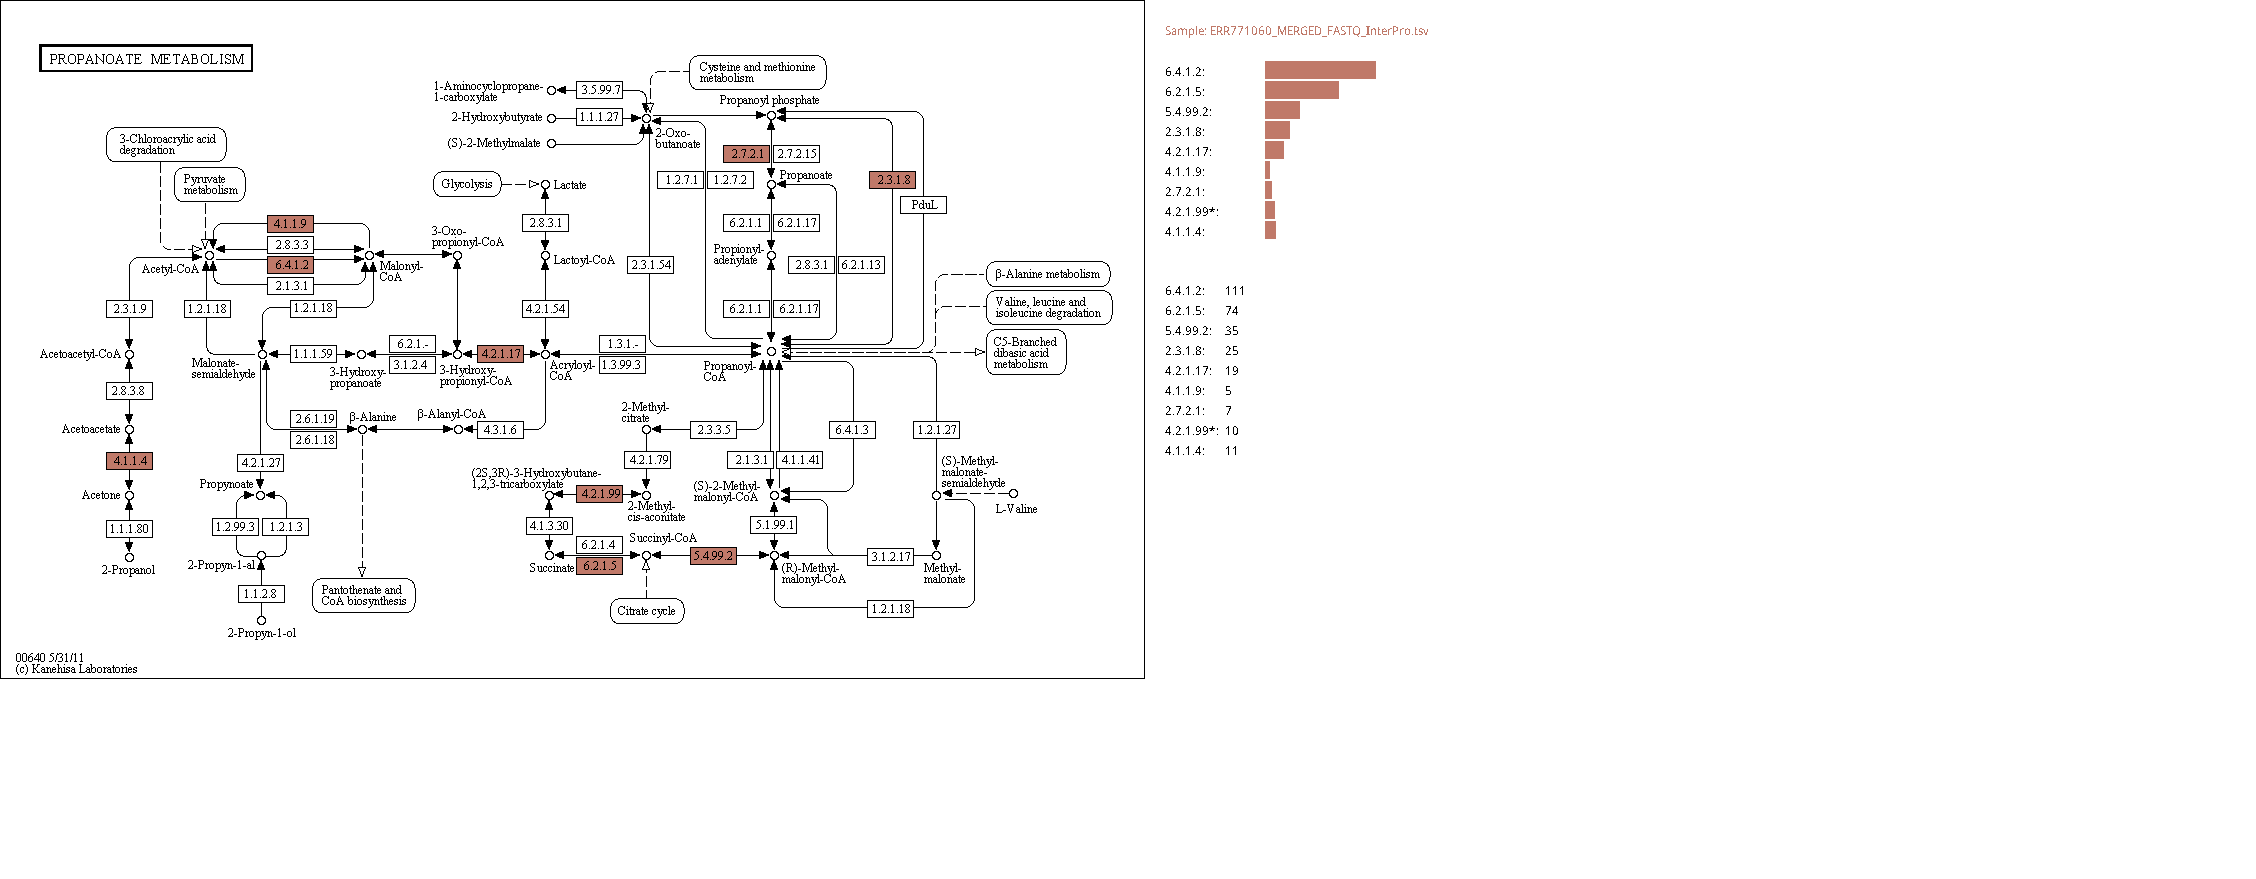 PROPANOATE METABOLISM
Cysteine and methionine
metabolism
1-Aminocyclopropane-
1-carboxylate
3.5.99.7
Propanoyl phosphate
2-Hydroxybutyrate
1.1.1.27
2-Oxo-
butanoate
3-Chloroacrylic acid
degradation
(S)-2-Methylmalate
2.7.2.1
2.7.2.15
Pyruvate
metabolism
Glycolysis
Lactate
1.2.7.1
1.2.7.2
Propanoate
2.3.1.8
PduL
4.1.1.9
2.8.3.1
6.2.1.1
6.2.1.17
2.8.3.3
3-Oxo-
propionyl-CoA
Propionyl-
adenylate
Acetyl-CoA
6.4.1.2
Malonyl-
CoA
Lactoyl-CoA
2.3.1.54
2.8.3.1
6.2.1.13
β-Alanine metabolism
2.1.3.1
2.3.1.9
1.2.1.18
1.2.1.18
4.2.1.54
6.2.1.1
6.2.1.17
Valine, leucine and
isoleucine degradation
6.2.1.-
1.3.1.-
C5-Branched
dibasic acid
metabolism
Acetoacetyl-CoA
1.1.1.59
4.2.1.17
Malonate-
semialdehyde
3.1.2.4
1.3.99.3
3-Hydroxy-
propanoate
3-Hydroxy-
propionyl-CoA
Acryloyl-
CoA
Propanoyl-
CoA
2.8.3.8
2.6.1.19
β-Alanine
β-Alanyl-CoA
2-Methyl-
citrate
Acetoacetate
2.6.1.18
4.3.1.6
2.3.3.5
6.4.1.3
1.2.1.27
4.1.1.4
4.2.1.27
4.2.1.79
2.1.3.1
4.1.1.41
(S)-Methyl-
malonate-
semialdehyde
(2S,3R)-3-Hydroxybutane-
1,2,3-tricarboxylate
Propynoate
(S)-2-Methyl-
malonyl-CoA
Acetone
4.2.1.99
2-Methyl-
cis-aconitate
L-Valine
1.1.1.80
1.2.99.3
1.2.1.3
4.1.3.30
5.1.99.1
6.2.1.4
Succinyl-CoA
5.4.99.2
3.1.2.17
2-Propanol
2-Propyn-1-al
Succinate
6.2.1.5
(R)-Methyl-
malonyl-CoA
Methyl-
malonate
1.1.2.8
Pantothenate and
CoA biosynthesis
Citrate cycle
1.2.1.18
2-Propyn-1-ol
00640 5/31/11
(c) Kanehisa Laboratories
Sample: ERR771060_MERGED_FASTQ_InterPro.tsv
6.4.1.2:
6.2.1.5:
5.4.99.2:
2.3.1.8:
4.2.1.17:
4.1.1.9:
2.7.2.1:
4.2.1.99*:
4.1.1.4:
6.4.1.2: 111
6.2.1.5: 74
5.4.99.2: 35
2.3.1.8: 25
4.2.1.17: 19
4.1.1.9: 5
2.7.2.1: 7
4.2.1.99*: 10
4.1.1.4: 11